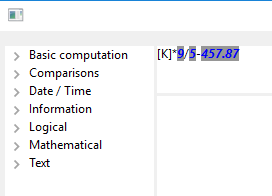 Basic computation
Comparisons
Date / Time
Information
Logical
Mathematical
Text
[K]*9/5-457.87